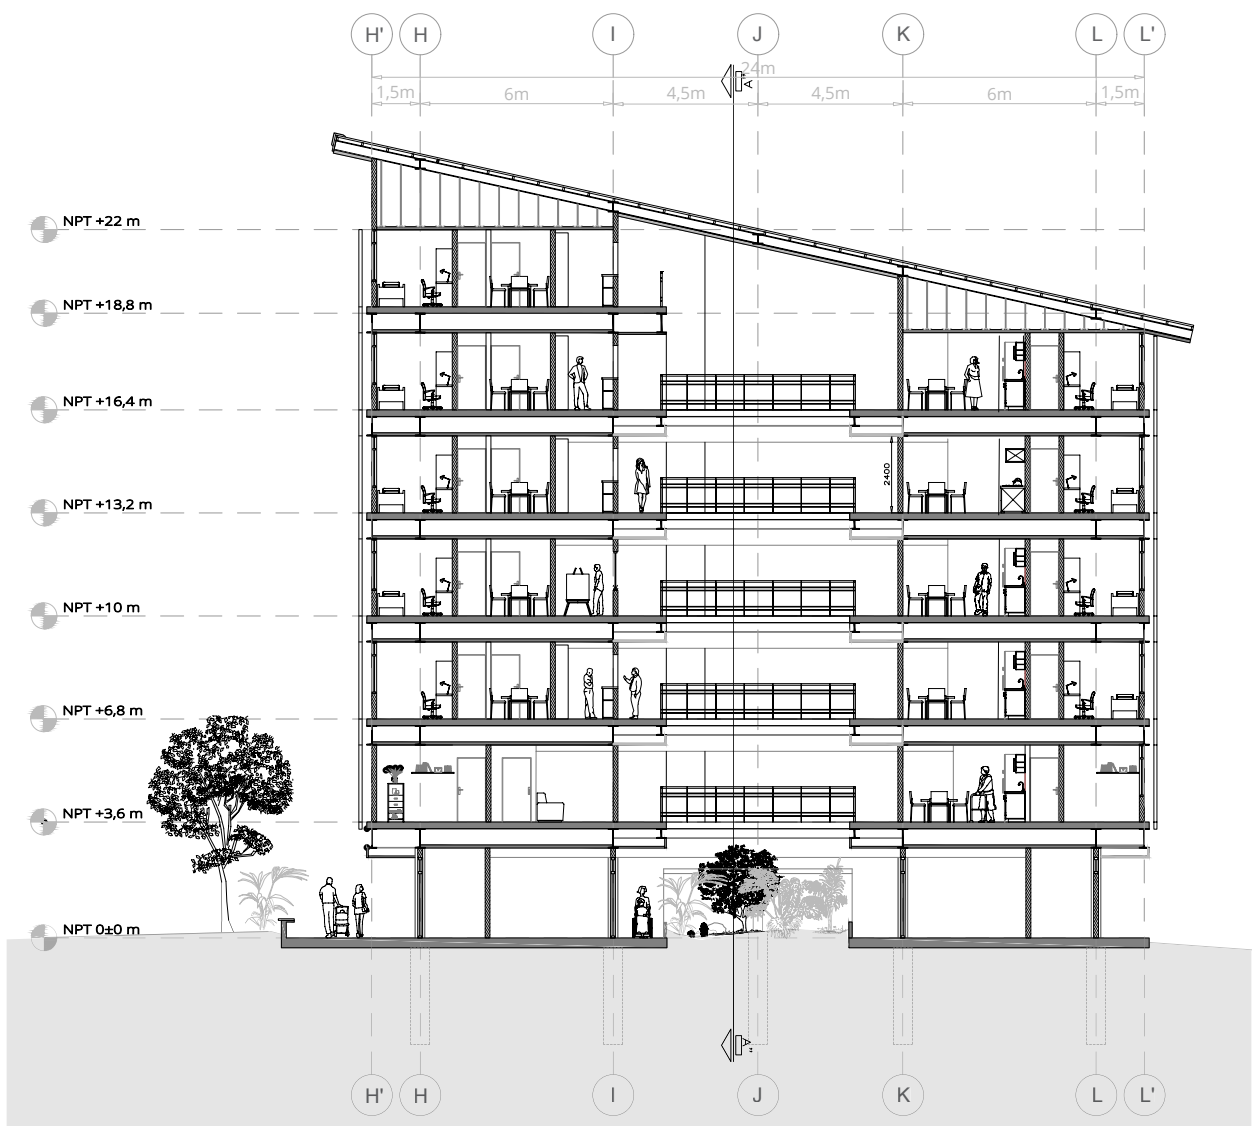 H' H I J K L L'
24m
1,5m 6m 4,5m 4,5m 6m 1,5m
A"
NPT +22 m
NPT +18,8 m
NPT +16,4 m
2400
NPT +13,2 m
NPT +10 m
NPT +6,8 m
NPT +3,6 m
NPT 0±0 m
A"
H' H I J K L L'